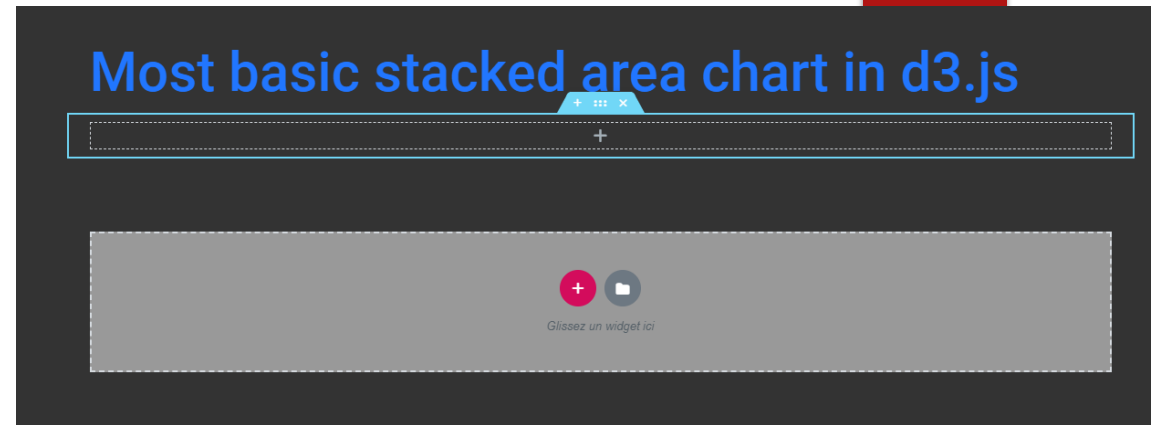 Most basic stacked area chart in d3.js
Glissez un widget ici